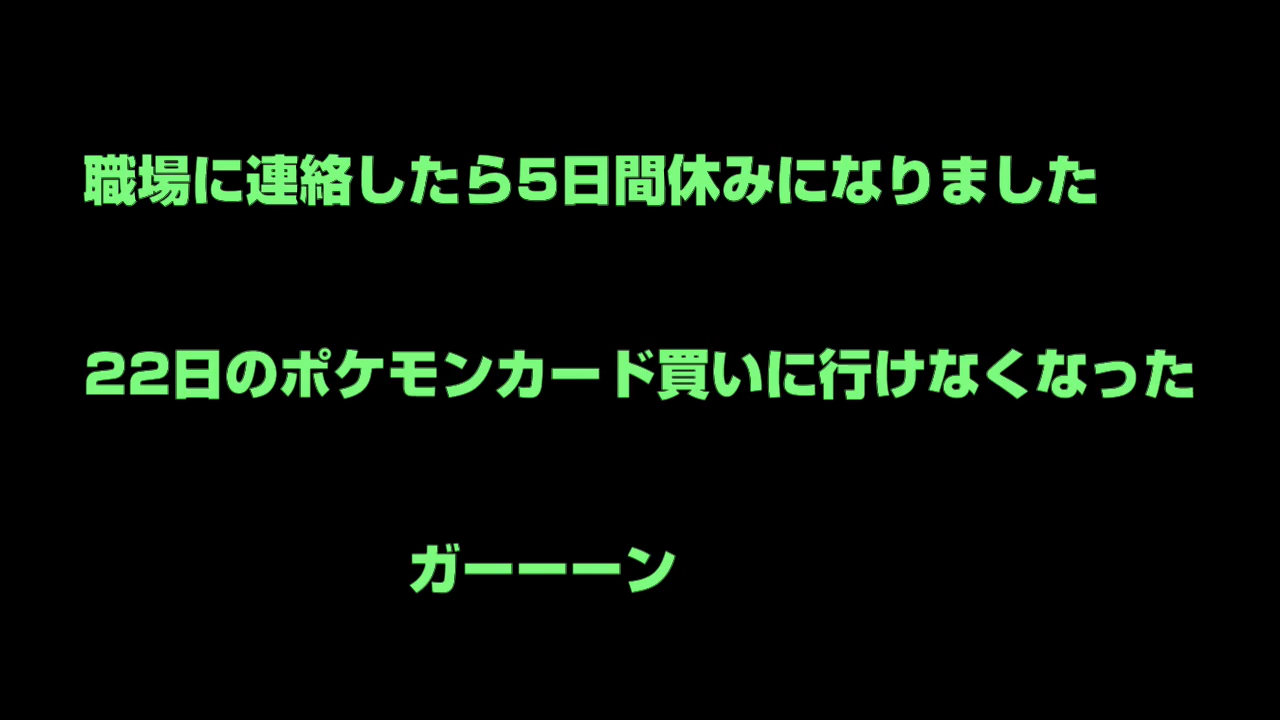 職場に連絡したら5日間休みになりました
22日のポケモンカード買いに行けなくなった
ガーーーン